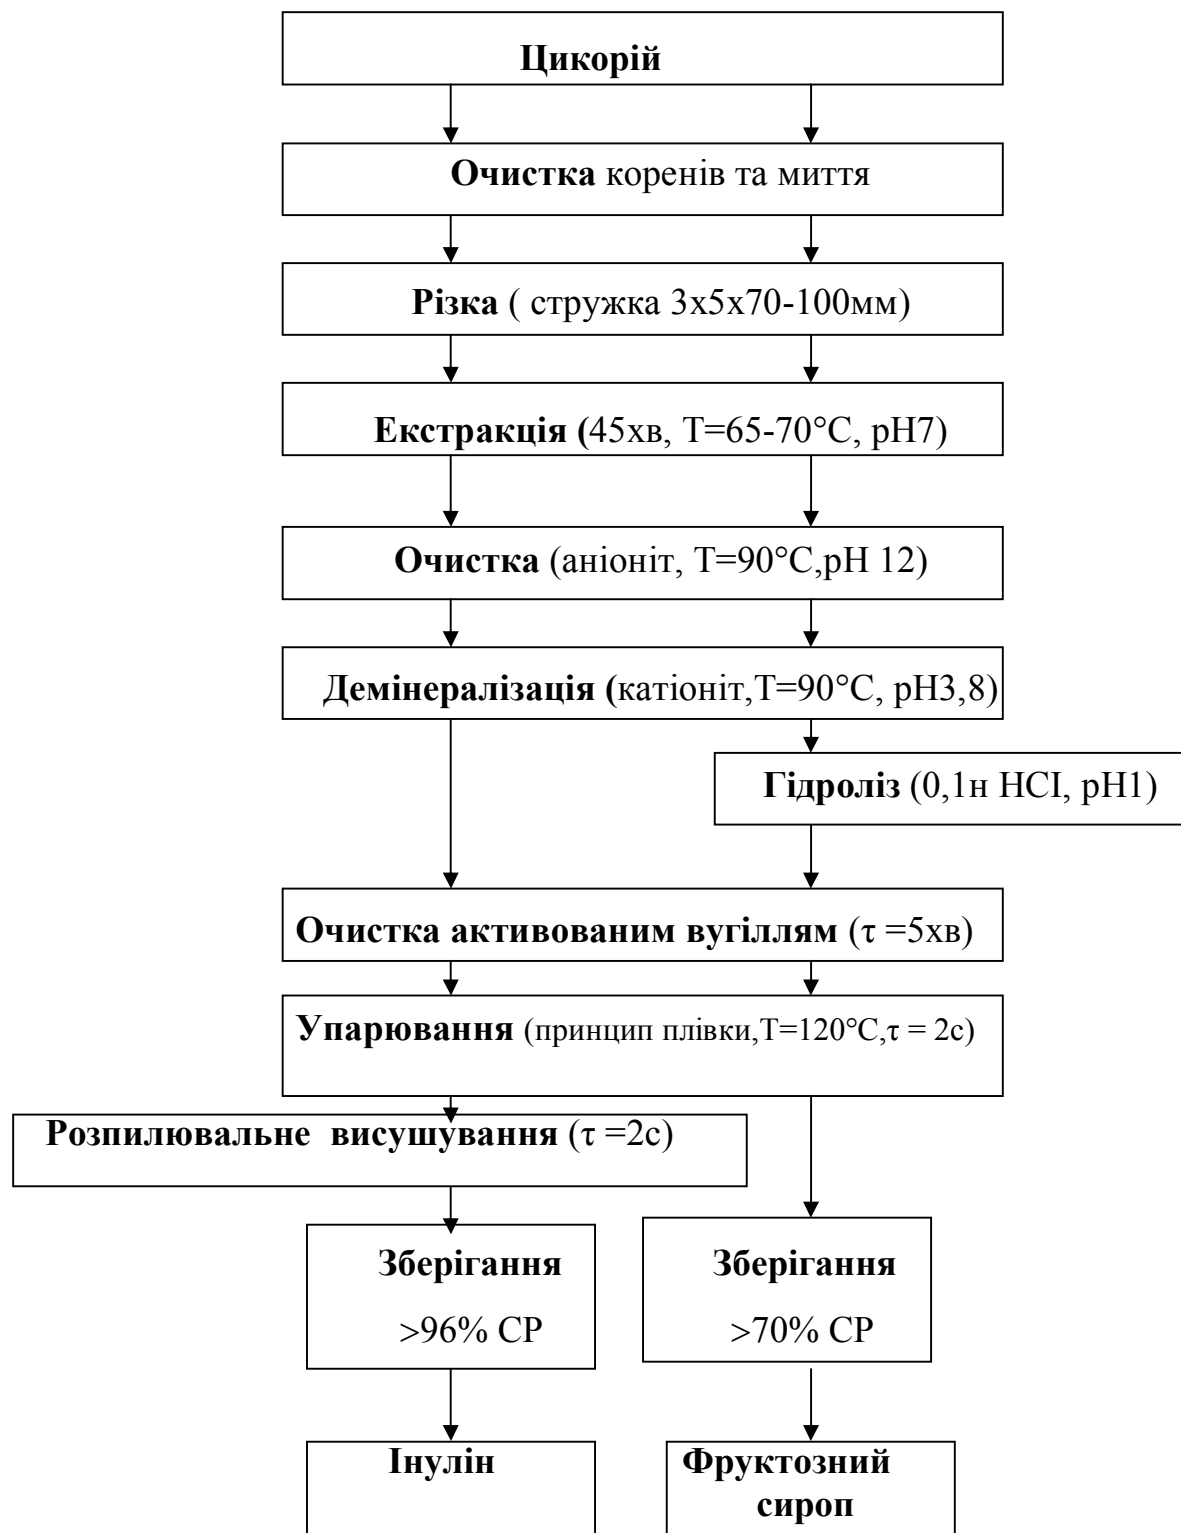 Цикорій
Очистка коренів та миття
Різка ( стружка 3х5х70-100мм)
Екстракція (45хв, Т=65-70°С, рН7)
Очистка (аніоніт, Т=90°С,рН 12)
Демінералізація (катіоніт,Т=90°С, рН3,8)
Гідроліз (0,1н НСІ, рН1)
Очистка активованим вугіллям (τ =5хв)
Упарювання (принцип плівки,Т=120°С,τ = 2с)
Розпилювальне висушування (τ =2с)
Зберігання
>96% СР
Зберігання
>70% СР
Інулін
Фруктозний
сироп